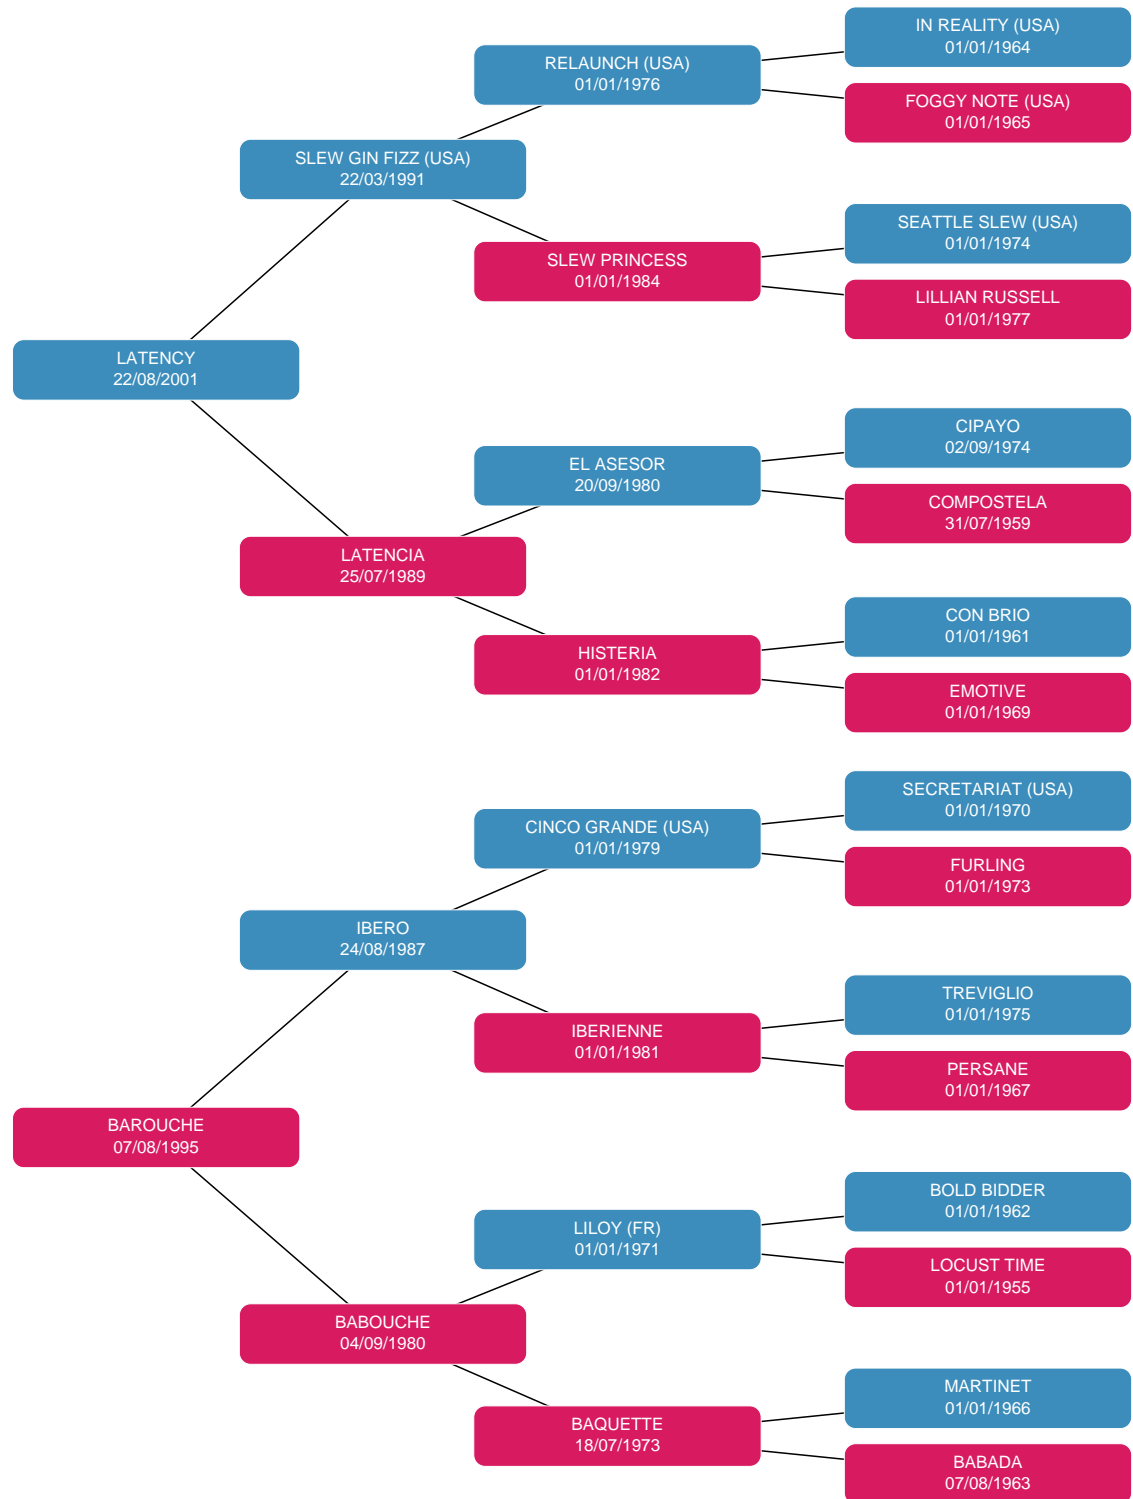 IN REALITY (USA)
01/01/1964
RELAUNCH (USA)
01/01/1976
FOGGY NOTE (USA)
01/01/1965
SLEW GIN FIZZ (USA)
22/03/1991
SEATTLE SLEW (USA)
01/01/1974
SLEW PRINCESS
01/01/1984
LILLIAN RUSSELL
01/01/1977
LATENCY
22/08/2001
CIPAYO
02/09/1974
EL ASESOR
20/09/1980
COMPOSTELA
31/07/1959
LATENCIA
25/07/1989
CON BRIO
01/01/1961
HISTERIA
01/01/1982
EMOTIVE
01/01/1969
SECRETARIAT (USA)
01/01/1970
CINCO GRANDE (USA)
01/01/1979
FURLING
01/01/1973
IBERO
24/08/1987
TREVIGLIO
01/01/1975
IBERIENNE
01/01/1981
PERSANE
01/01/1967
BAROUCHE
07/08/1995
BOLD BIDDER
01/01/1962
LILOY (FR)
01/01/1971
LOCUST TIME
01/01/1955
BABOUCHE
04/09/1980
MARTINET
01/01/1966
BAQUETTE
18/07/1973
BABADA
07/08/1963